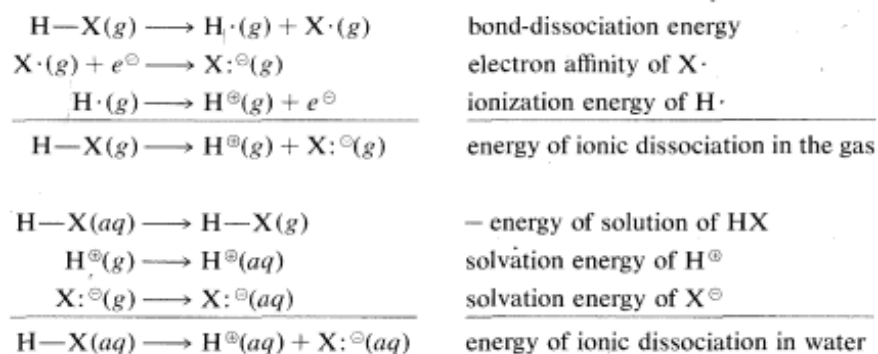 H—X(g) ⟶ H·(g) + X·(g) bond-dissociation energy
X·(g) + e⊖ ⟶ X:⊖(g) electron affinity of X·
H·(g) ⟶ H⊕(g) + e⊖ ionization energy of H·
H—X(g) ⟶ H⊕(g) + X:⊖(g) energy of ionic dissociation in the gas
H—X(aq) ⟶ H—X(g) – energy of solution of HX
H⊕(g) ⟶ H⊕(aq) solvation energy of H⊕
X:⊖(g) ⟶ X:⊖(aq) solvation energy of X⊖
H—X(aq) ⟶ H⊕(aq) + X:⊖(aq) energy of ionic dissociation in water